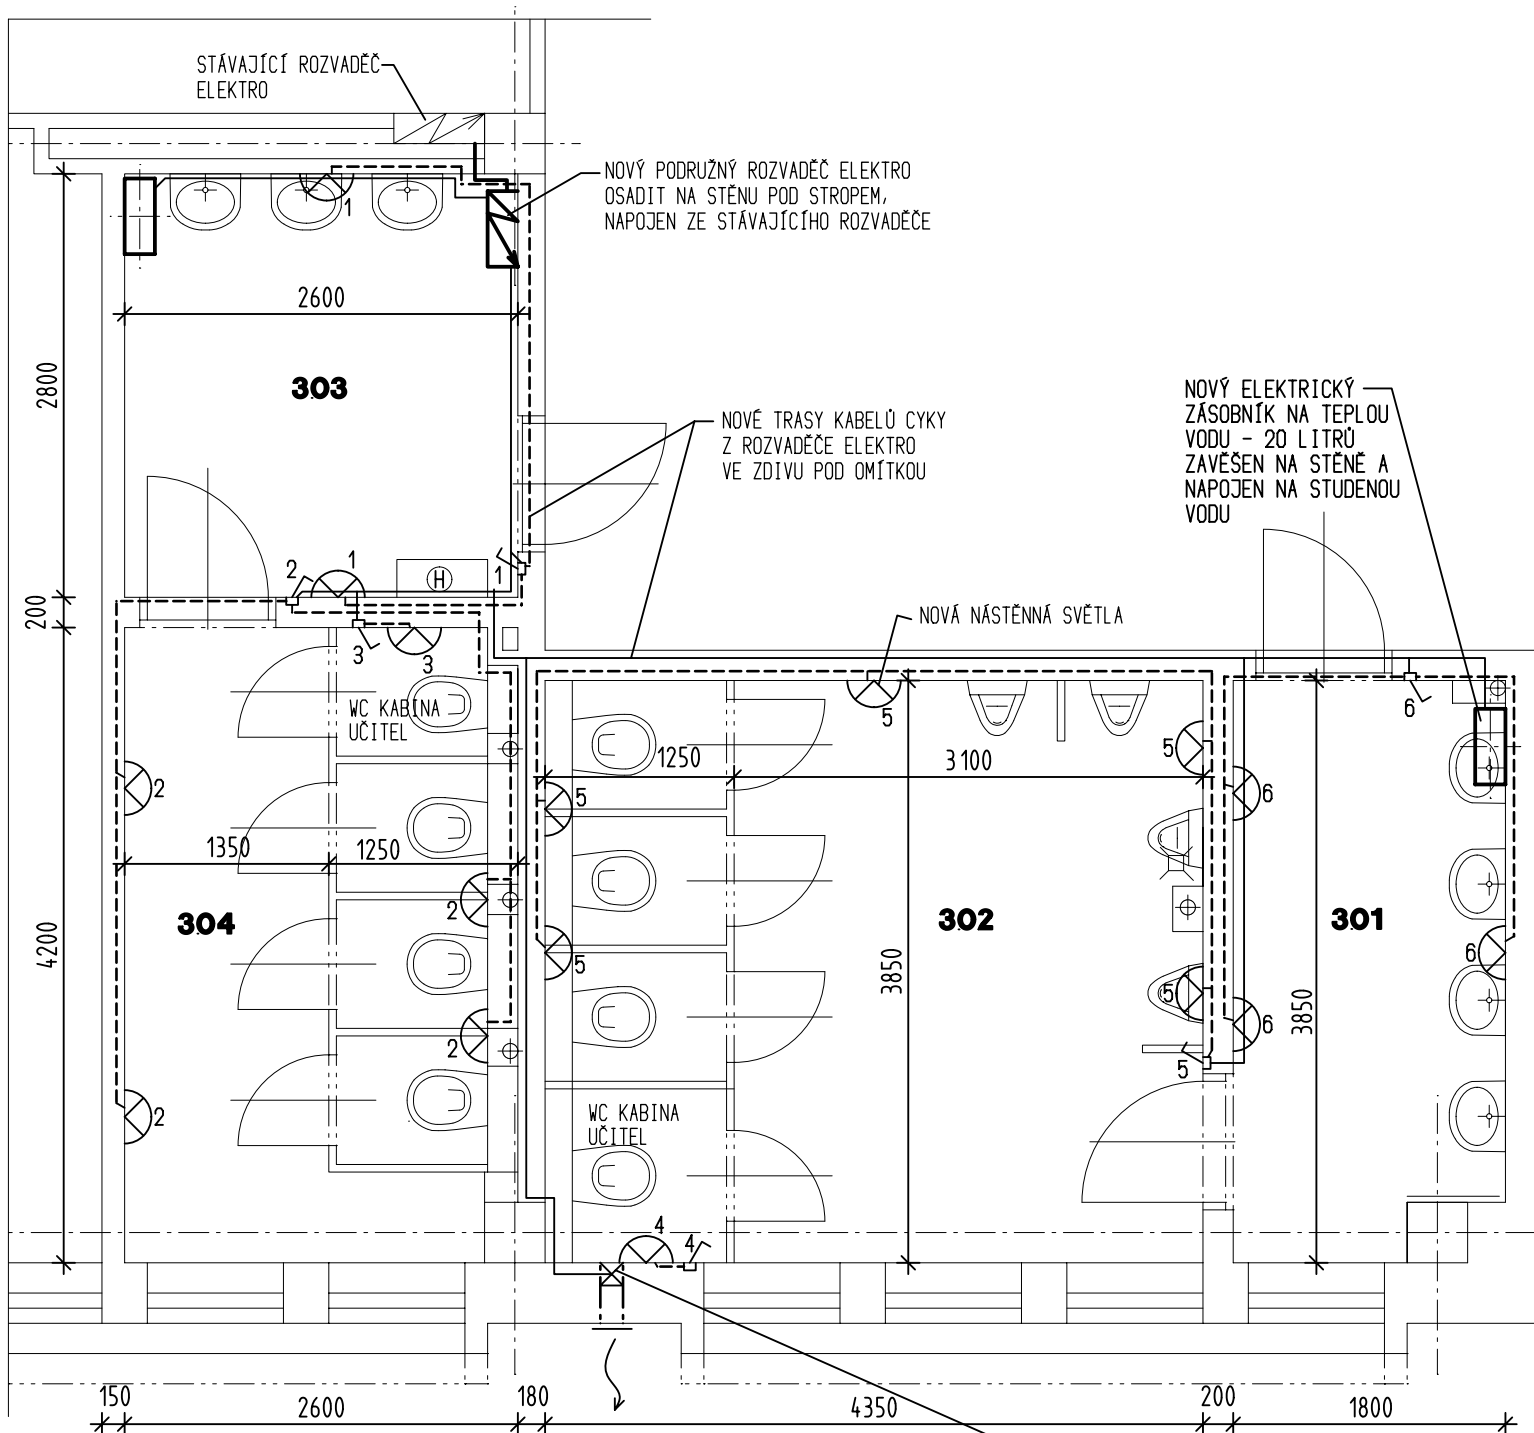 STÁVAJÍCÍ ROZVADĚČ
ELEKTRO
NOVÝ PODRUŽNÝ ROZVADĚČ ELEKTRO
OSADIT NA STĚNU POD STROPEM,
NAPOJEN ZE STÁVAJÍCÍHO ROZVADĚČE
1
2600
2800
303
NOVÝ ELEKTRICKÝ
ZÁSOBNÍK NA TEPLOU
VODU - 20 LITRŮ
ZAVĚŠEN NA STĚNĚ A
NAPOJEN NA STUDENOU
VODU
NOVÉ TRASY KABELŮ CYKY
Z ROZVADĚČE ELEKTRO
VE ZDIVU POD OMÍTKOU
2
1
H
1
200
NOVÁ NÁSTĚNNÁ SVĚTLA
3
3
WC KABINA
UČITEL
5
6
5
1250
3100
2
5
6
1350
1250
304
2
302
301
4200
3850
5
6
5
3850
6
2
5
2
WC KABINA
UČITEL
4
4
150
2600
180
4350
200
1800